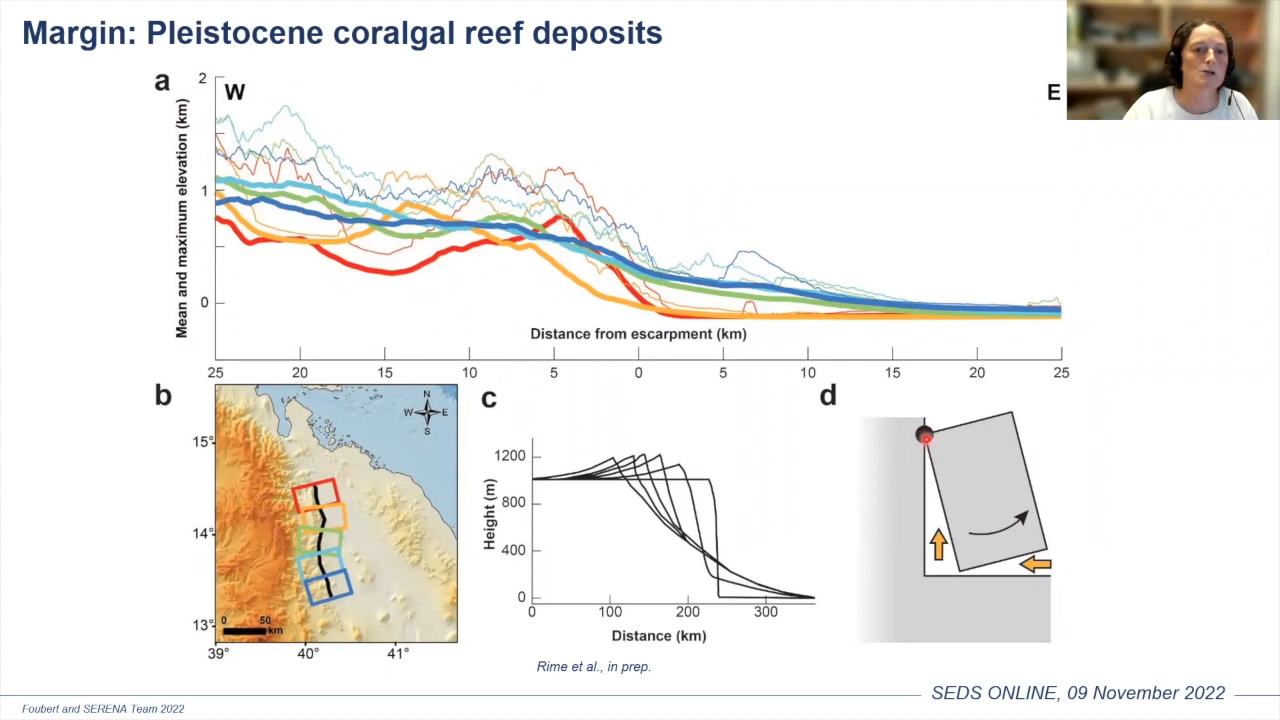 Margin: Pleistocene coralgal reef deposits
a
W
E
Mean and maximum elevation (km)
2
1
0
Distance from escarpment (km)
25 20 15 10 5 0 5 10 15 20 25
b
N
W E
S
15°
14°
13°
0 50
km
39° 40° 41°
c
Height (m)
1200
800
400
0
0 100 200 300
Distance (km)
d
Rime et al., in prep.
SEDS ONLINE, 09 November 2022
Foubert and SERENA Team 2022